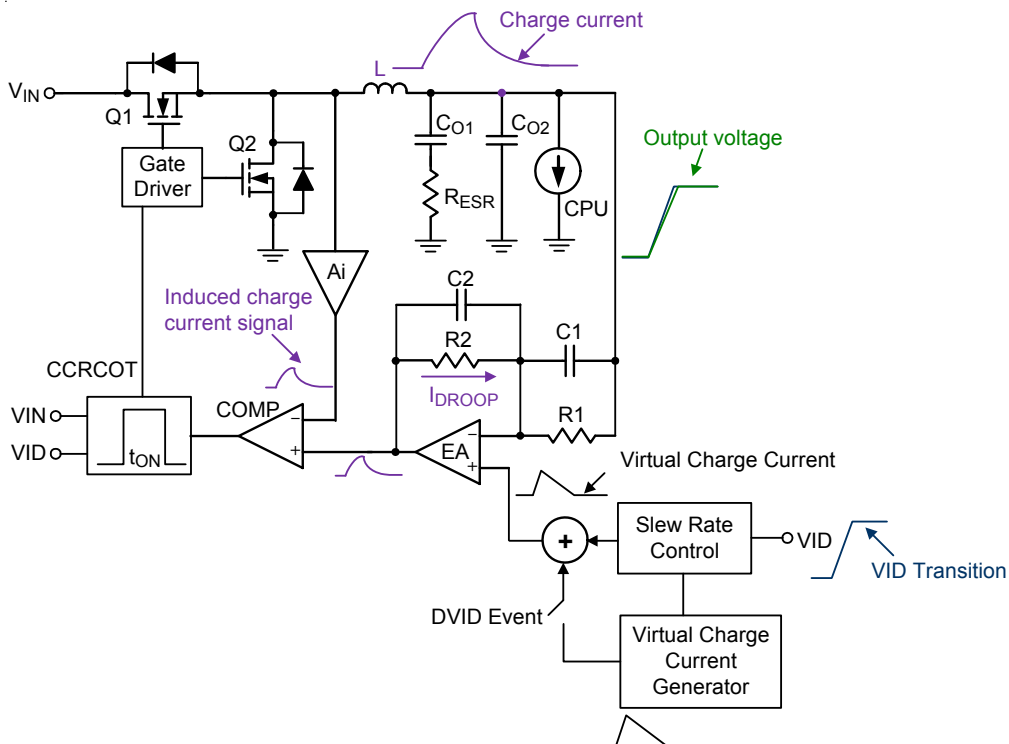 Charge current
L
VIN
Q1
Gate
Driver
Q2
CO1
CO2
RESR
CPU
Output voltage
Ai
Induced charge
current signal
C2
R2
IDROOP
C1
R1
CCRCOT
VIN
VID
tON
COMP
−
+
EA
−
+
Virtual Charge Current
+
Slew Rate
Control
VID
VID Transition
DVID Event
Virtual Charge
Current
Generator